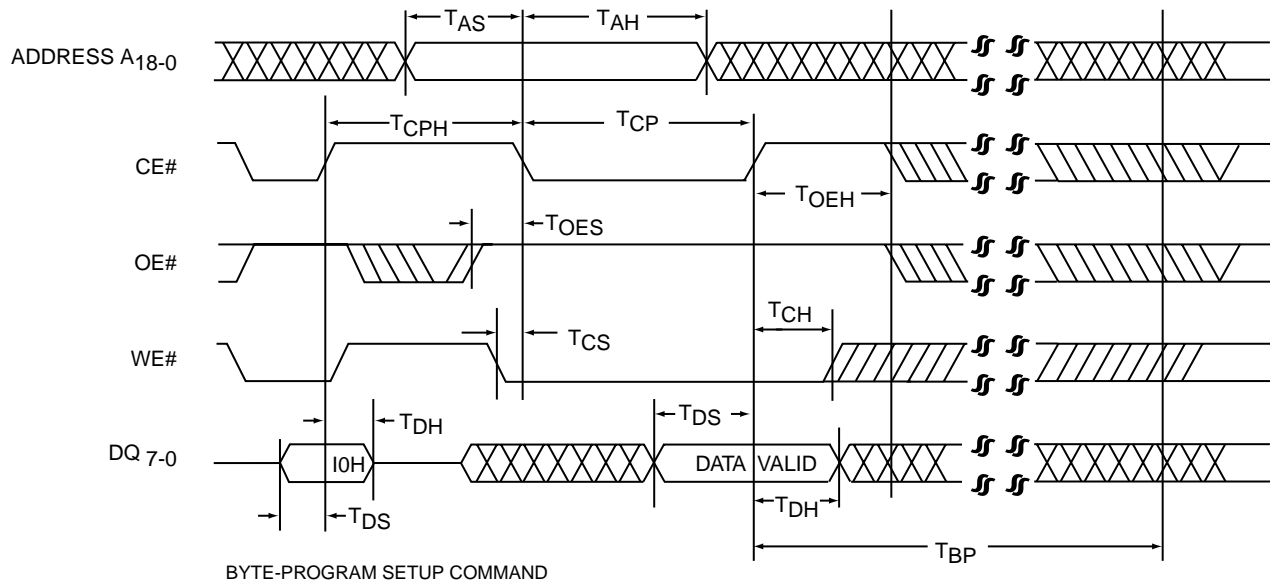 TAS TAH
ADDRESS A18-0
TCPH TCP
CE#
TOEH
TOES
OE#
TCH
TCS
WE#
TDH TDS
DQ 7-0 I0H DATA VALID
TDS TDH
TBP
BYTE-PROGRAM SETUP COMMAND